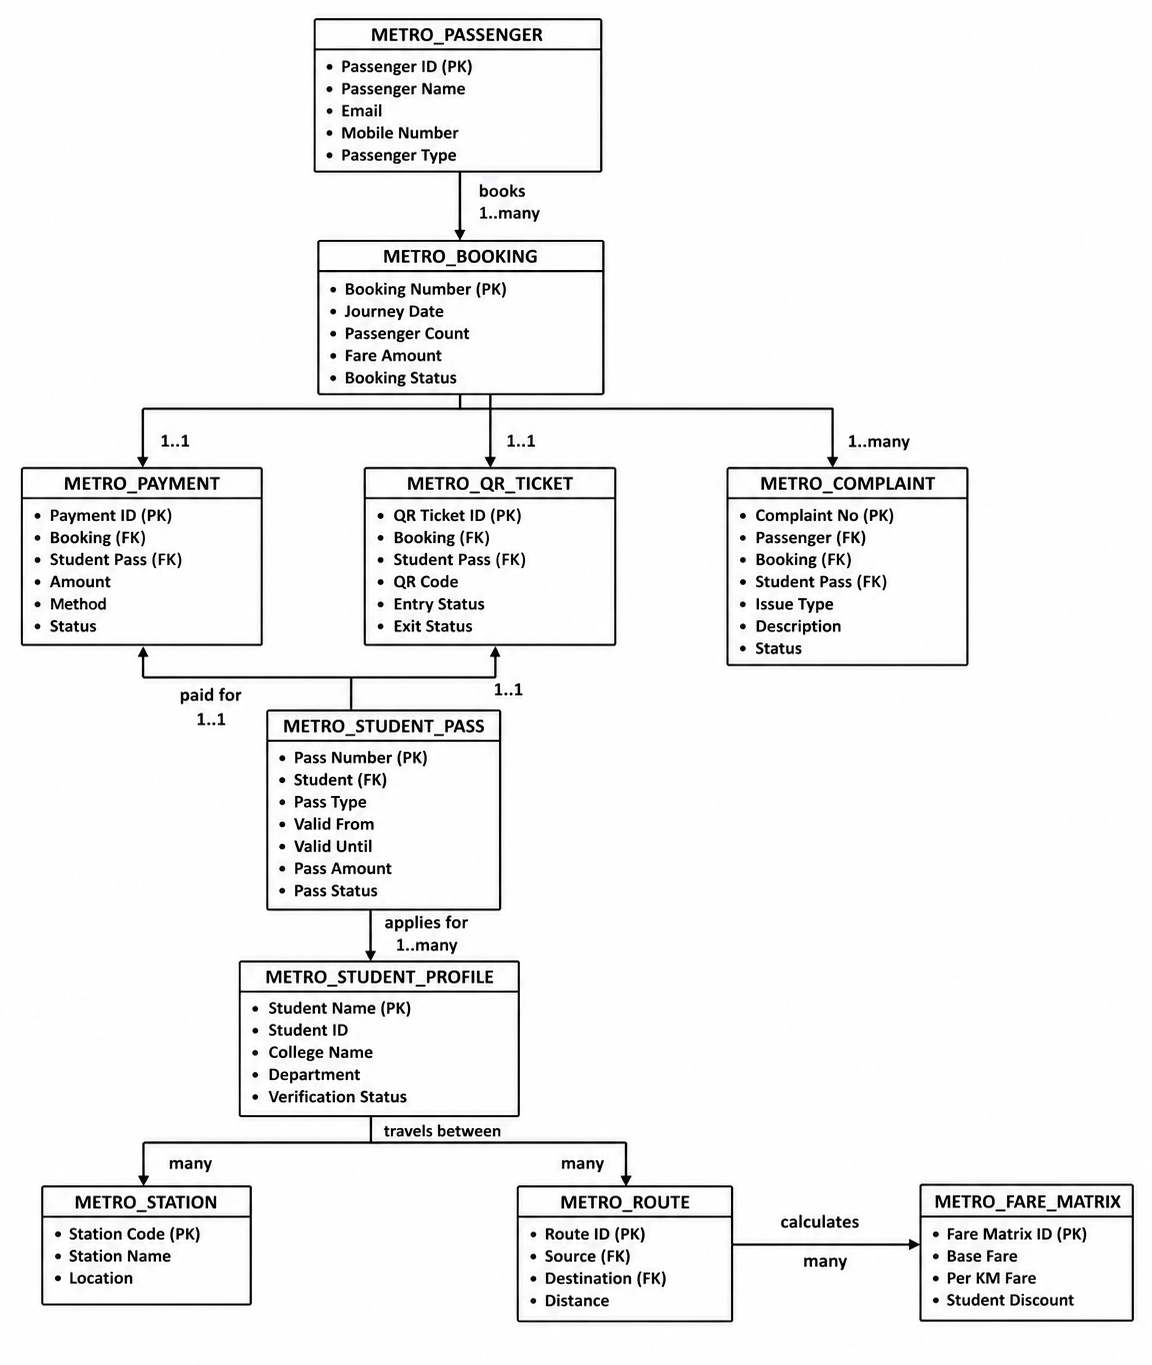 METRO_PASSENGER
• Passenger ID (PK)
• Passenger Name
• Email
• Mobile Number
• Passenger Type
books
1..many
METRO_BOOKING
• Booking Number (PK)
• Journey Date
• Passenger Count
• Fare Amount
• Booking Status
1..1
1..1
1..many
METRO_PAYMENT
• Payment ID (PK)
• Booking (FK)
• Student Pass (FK)
• Amount
• Method
• Status
METRO_QR_TICKET
• QR Ticket ID (PK)
• Booking (FK)
• Student Pass (FK)
• QR Code
• Entry Status
• Exit Status
METRO_COMPLAINT
• Complaint No (PK)
• Passenger (FK)
• Booking (FK)
• Student Pass (FK)
• Issue Type
• Description
• Status
paid for
1..1
1..1
METRO_STUDENT_PASS
• Pass Number (PK)
• Student (FK)
• Pass Type
• Valid From
• Valid Until
• Pass Amount
• Pass Status
applies for
1..many
METRO_STUDENT_PROFILE
• Student Name (PK)
• Student ID
• College Name
• Department
• Verification Status
travels between
many
many
METRO_STATION
• Station Code (PK)
• Station Name
• Location
METRO_ROUTE
• Route ID (PK)
• Source (FK)
• Destination (FK)
• Distance
calculates
many
METRO_FARE_MATRIX
• Fare Matrix ID (PK)
• Base Fare
• Per KM Fare
• Student Discount